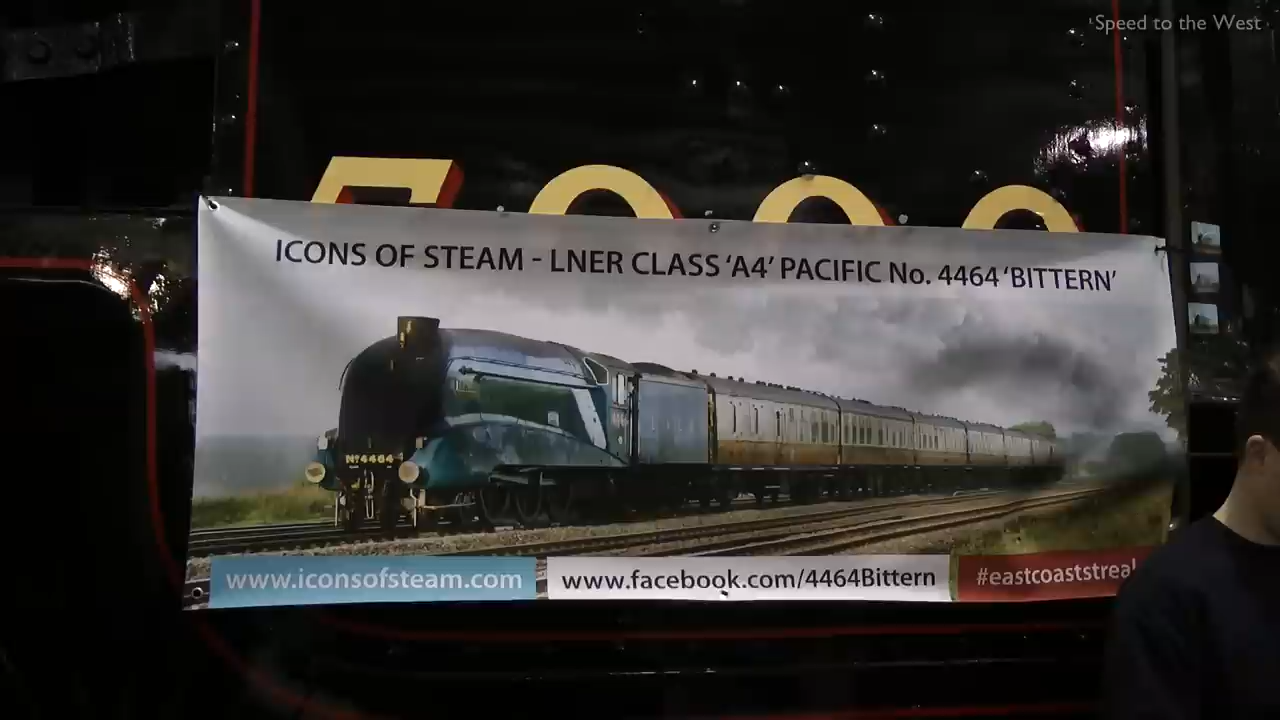 'Speed to the West
ICONS OF STEAM - LNER CLASS 'A4' PACIFIC No. 4464 'BITTERN'
Nº4464
www.iconsofsteam.com
www.facebook.com/4464Bittern